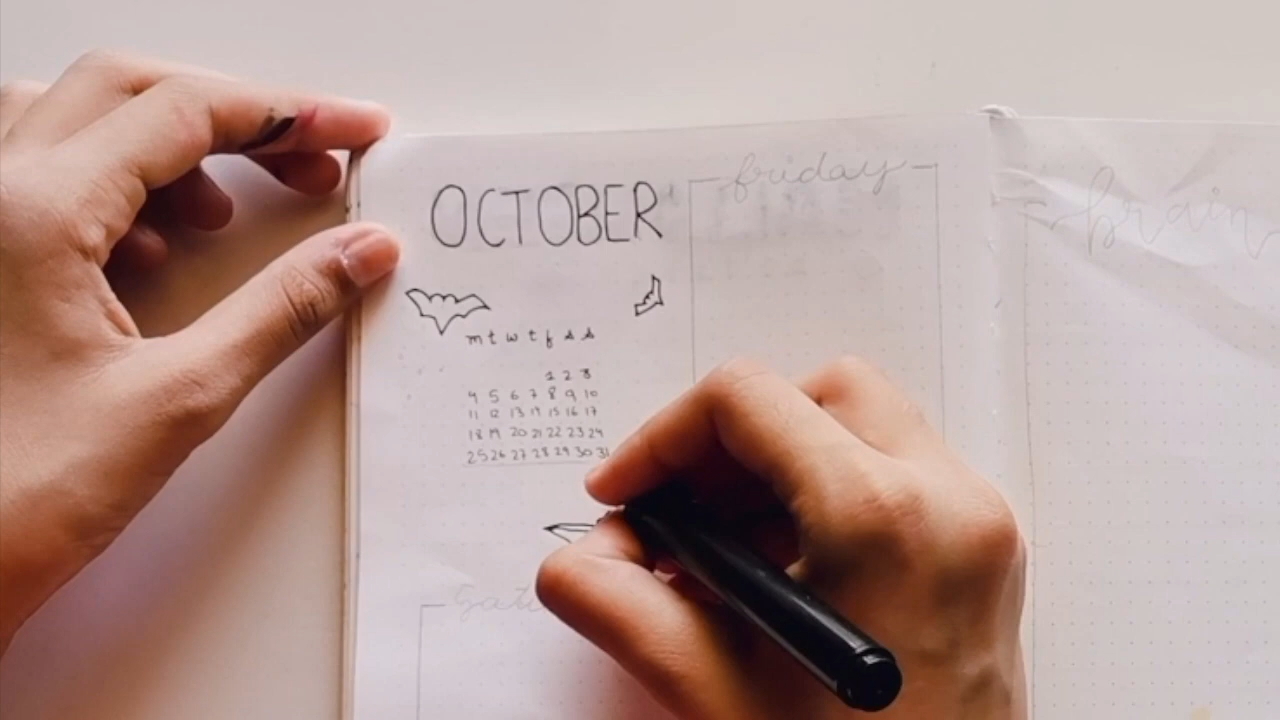 OCTOBER
friday
brain
m t w t f s s
1 2 3
4 5 6 7 8 9 10
11 12 13 14 15 16 17
18 19 20 21 22 23 24
25 26 27 28 29 30 31